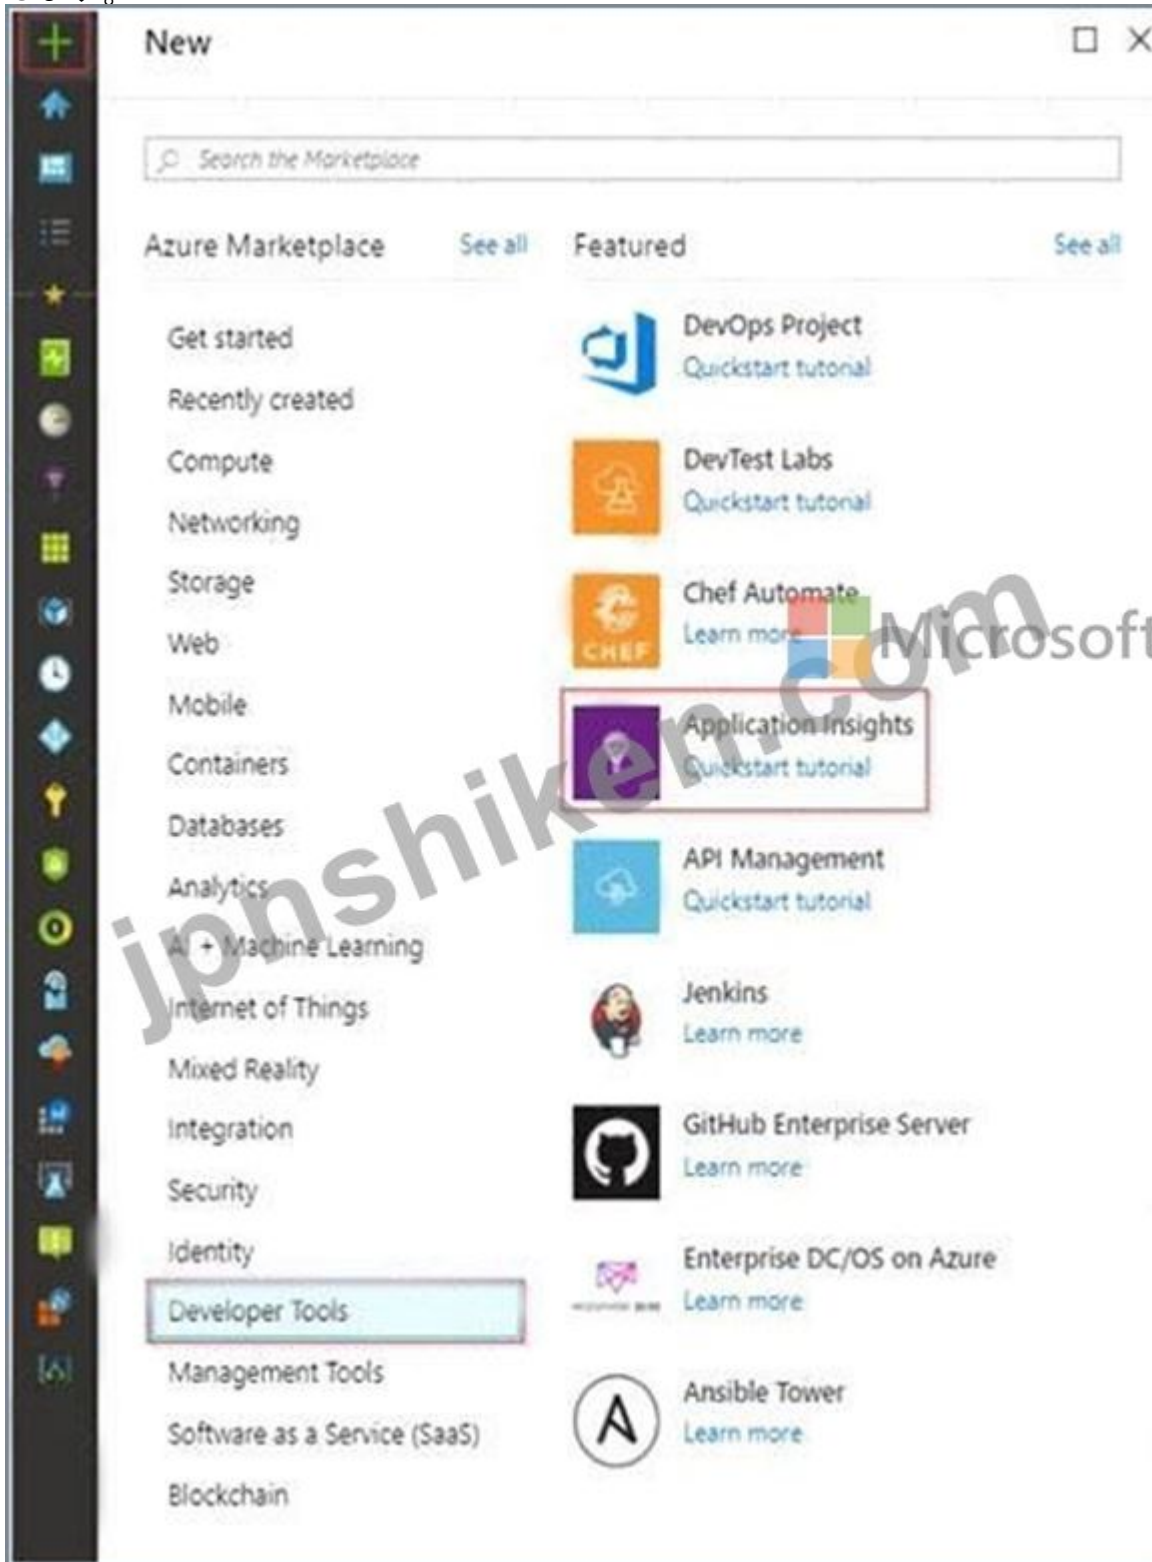 New
Search the Marketplace
Azure Marketplace
See all
Featured
See all
Get started
Recently created
Compute
Networking
Storage
Web
Mobile
Containers
Databases
Analytics
AI + Machine Learning
Internet of Things
Mixed Reality
Integration
Security
Identity
Developer Tools
Management Tools
Software as a Service (SaaS)
Blockchain
DevOps Project
Quickstart tutorial
DevTest Labs
Quickstart tutorial
CHEF
Chef Automate
Learn more
Application Insights
Quickstart tutorial
API Management
Quickstart tutorial
Jenkins
Learn more
GitHub Enterprise Server
Learn more
Enterprise DC/OS on Azure
Learn more
Ansible Tower
Learn more
Microsoft
jpnshiken.com